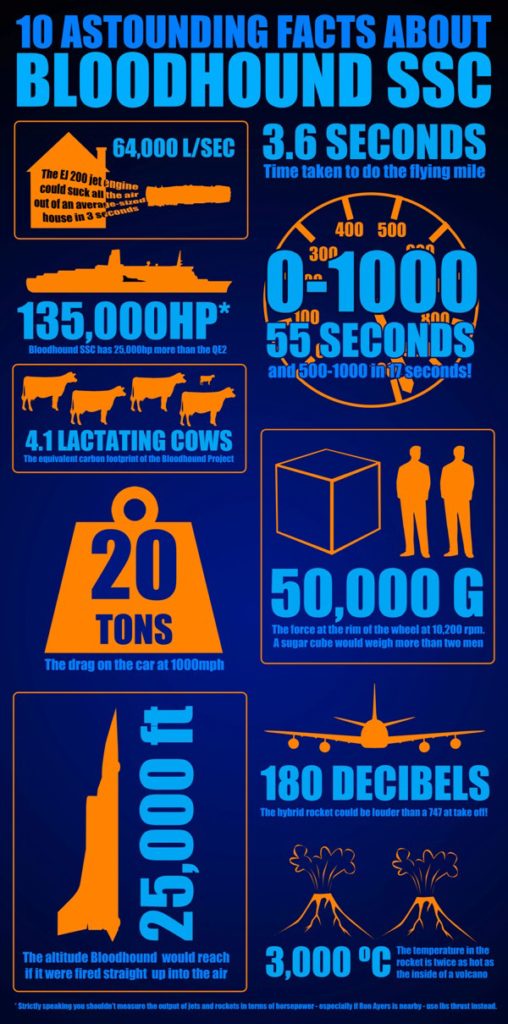 10 ASTOUNDING FACTS ABOUT
BLOODHOUND SSC
64,000 L/SEC
The EJ 200 jet engine
could suck all the air
out of an average-sized
house in 3 seconds
3.6 SECONDS
Time taken to do the flying mile
135,000HP*
Bloodhound SSC has 25,000hp more than the QE2
300 400 500
100 800
0-1000
55 SECONDS
and 500-1000 in 17 seconds!
4.1 LACTATING COWS
The equivalent carbon footprint of the Bloodhound Project
20
TONS
The drag on the car at 1000mph
50,000 G
The force at the rim of the wheel at 10,200 rpm.
A sugar cube would weigh more than two men
25,000 ft
The altitude Bloodhound would reach
if it were fired straight up into the air
180 DECIBELS
The hybrid rocket could be louder than a 747 at take off!
3,000 ºC
The temperature in the
rocket is twice as hot as
the inside of a volcano
* Strictly speaking you shouldn't measure the output of jets and rockets in terms of horsepower - especially if Ron Ayers is nearby - use lbs thrust instead.